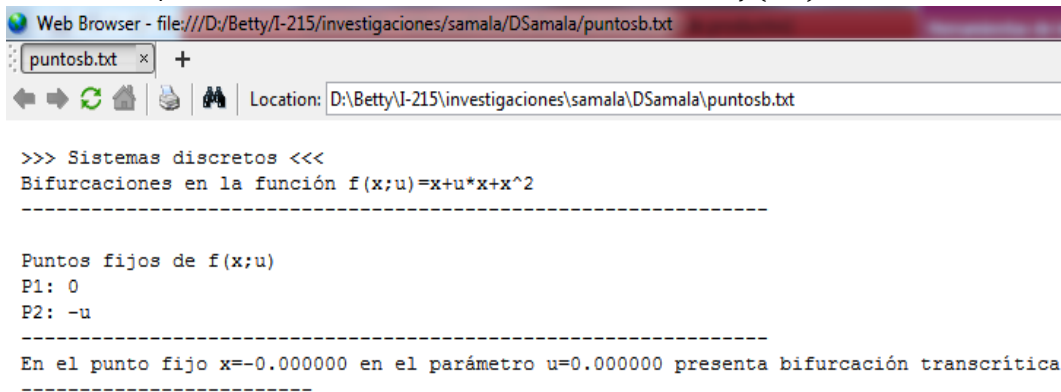 Web Browser - file:///D:/Betty/I-215/investigaciones/samala/DSamala/puntosb.txt
puntosb.txt × +
Location: D:\Betty\I-215\investigaciones\samala\DSamala\puntosb.txt
>>> Sistemas discretos <<<
Bifurcaciones en la función f(x;u)=x+u*x+x^2
----------------------------------------------------------------
Puntos fijos de f(x;u)
P1: 0
P2: -u
----------------------------------------------------------------
En el punto fijo x=-0.000000 en el parámetro u=0.000000 presenta bifurcación transcrítica
-------------------------